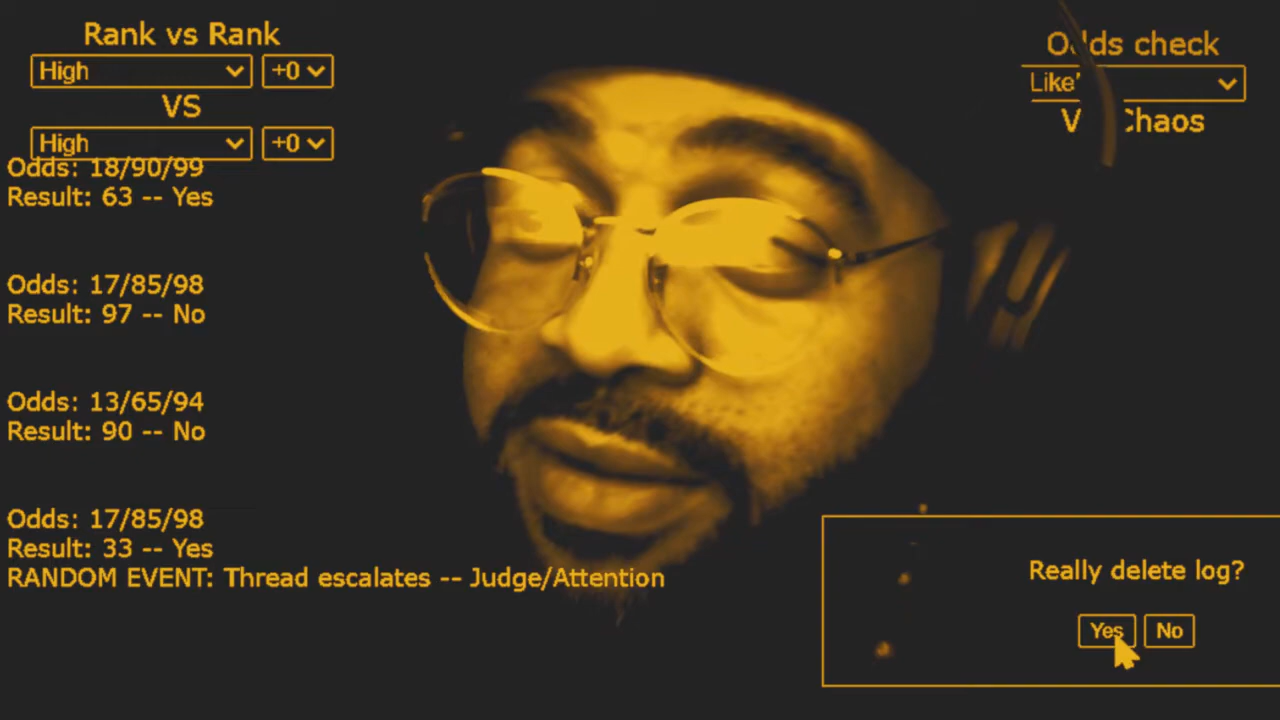 Rank vs Rank
High +0
VS
High +0
Odds: 18/90/99
Result: 63 -- Yes
Odds: 17/85/98
Result: 97 -- No
Odds: 13/65/94
Result: 90 -- No
Odds: 17/85/98
Result: 33 -- Yes
RANDOM EVENT: Thread escalates -- Judge/Attention
Odds check
Really delete log?
Yes No